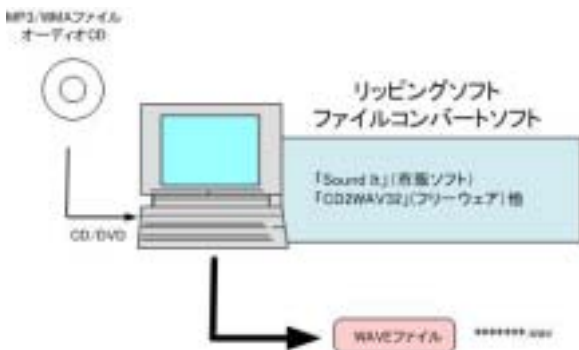 MP3/WMAファイル
オーディオCD
リッピングソフト
ファイルコンバートソフト
「Sound It」(市販ソフト)
「CD2WAV32」(フリーウェア)他
CD/DVD
WAVEファイル
*******.wav